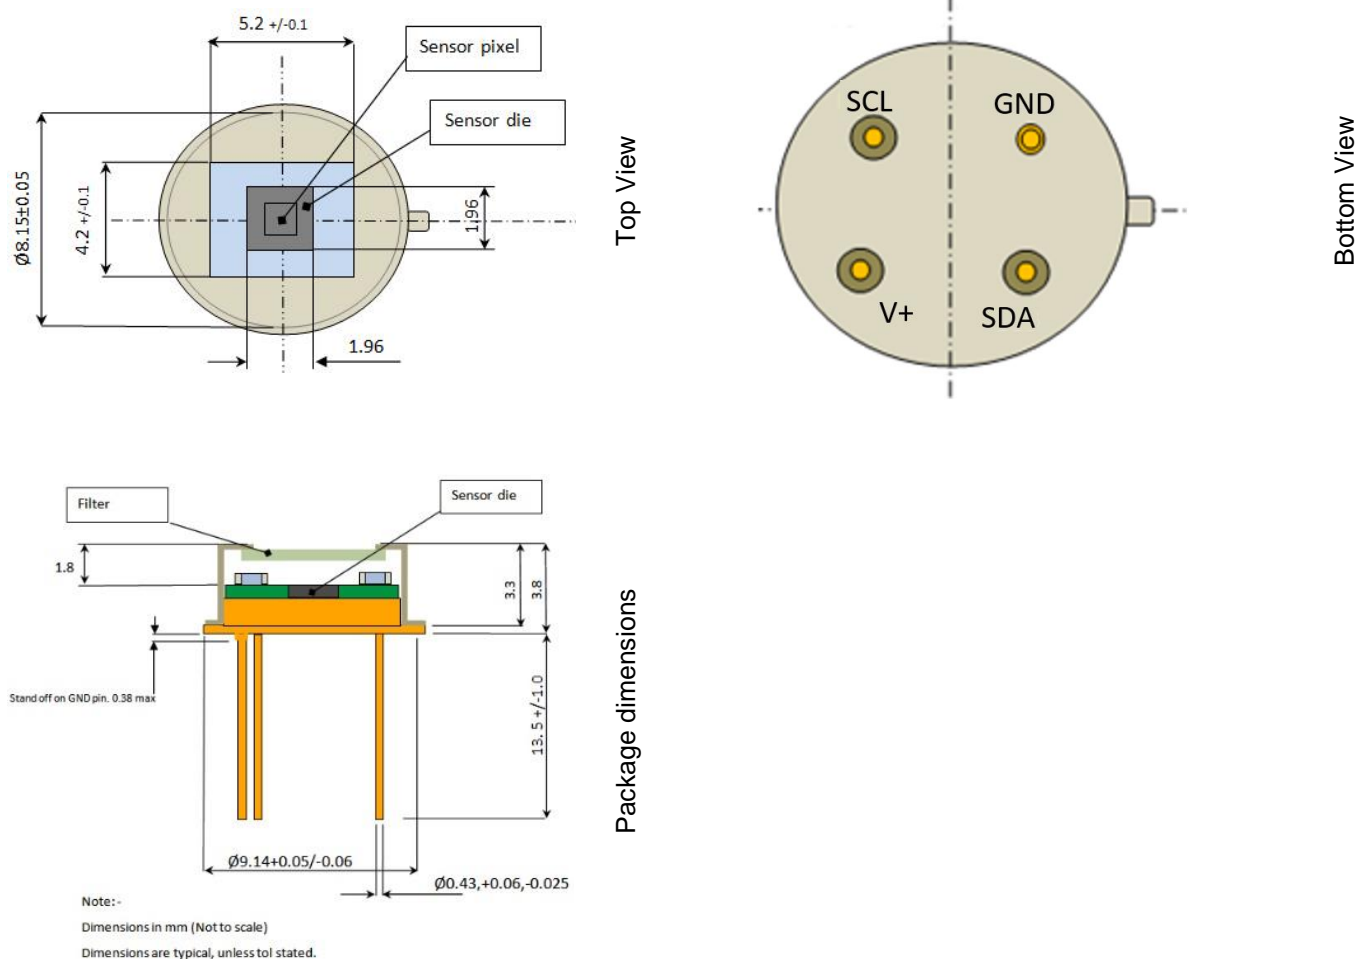 5.2 +/-0.1
Sensor pixel
Sensor die
Ø8.15±0.05
4.2 +/-0.1
1.96
1.96
Top View
SCL
GND
V+
SDA
Bottom View
Filter
Sensor die
1.8
3.3
3.8
Stand off on GND pin. 0.38 max
13. 5 +/-1.0
Ø9.14+0.05/-0.06
Ø0.43,+0.06,-0.025
Package dimensions
Note: -
Dimensions in mm (Not to scale)
Dimensions are typical, unless tol stated.